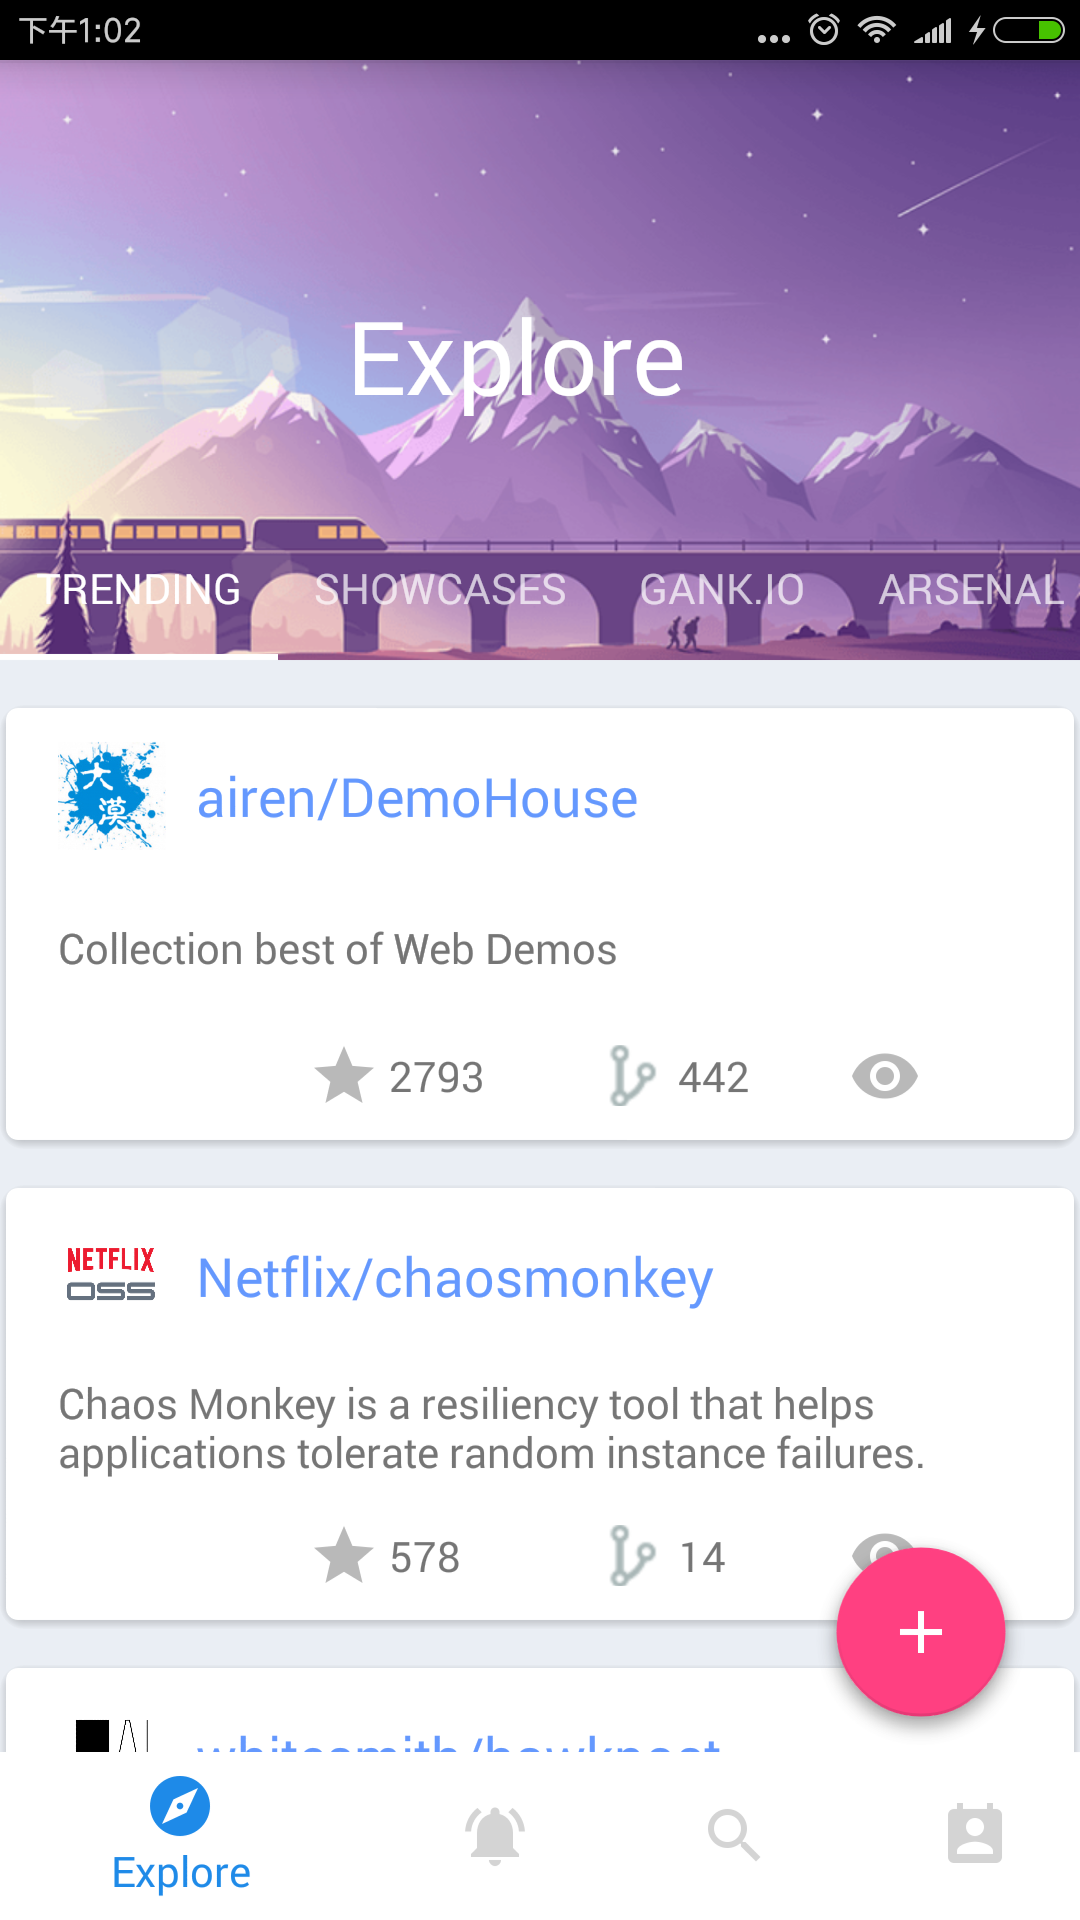 下午1:02
Explore
TRENDING SHOWCASES GANK.IO ARSENAL
大
漠
airen/DemoHouse
Collection best of Web Demos
2793 442
NETFLIX
OSS
Netflix/chaosmonkey
Chaos Monkey is a resiliency tool that helps
applications tolerate random instance failures.
578 14
Explore